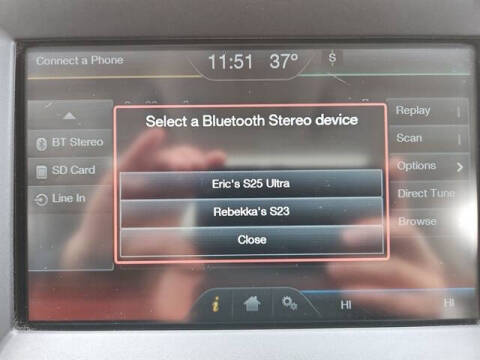 Connect a Phone
11:51 37°
Select a Bluetooth Stereo device
Eric's S25 Ultra
Rebekka's S23
Close
BT Stereo
SD Card
Line In
Replay
Scan
Options
Direct Tune
Browse
i
HI
HI